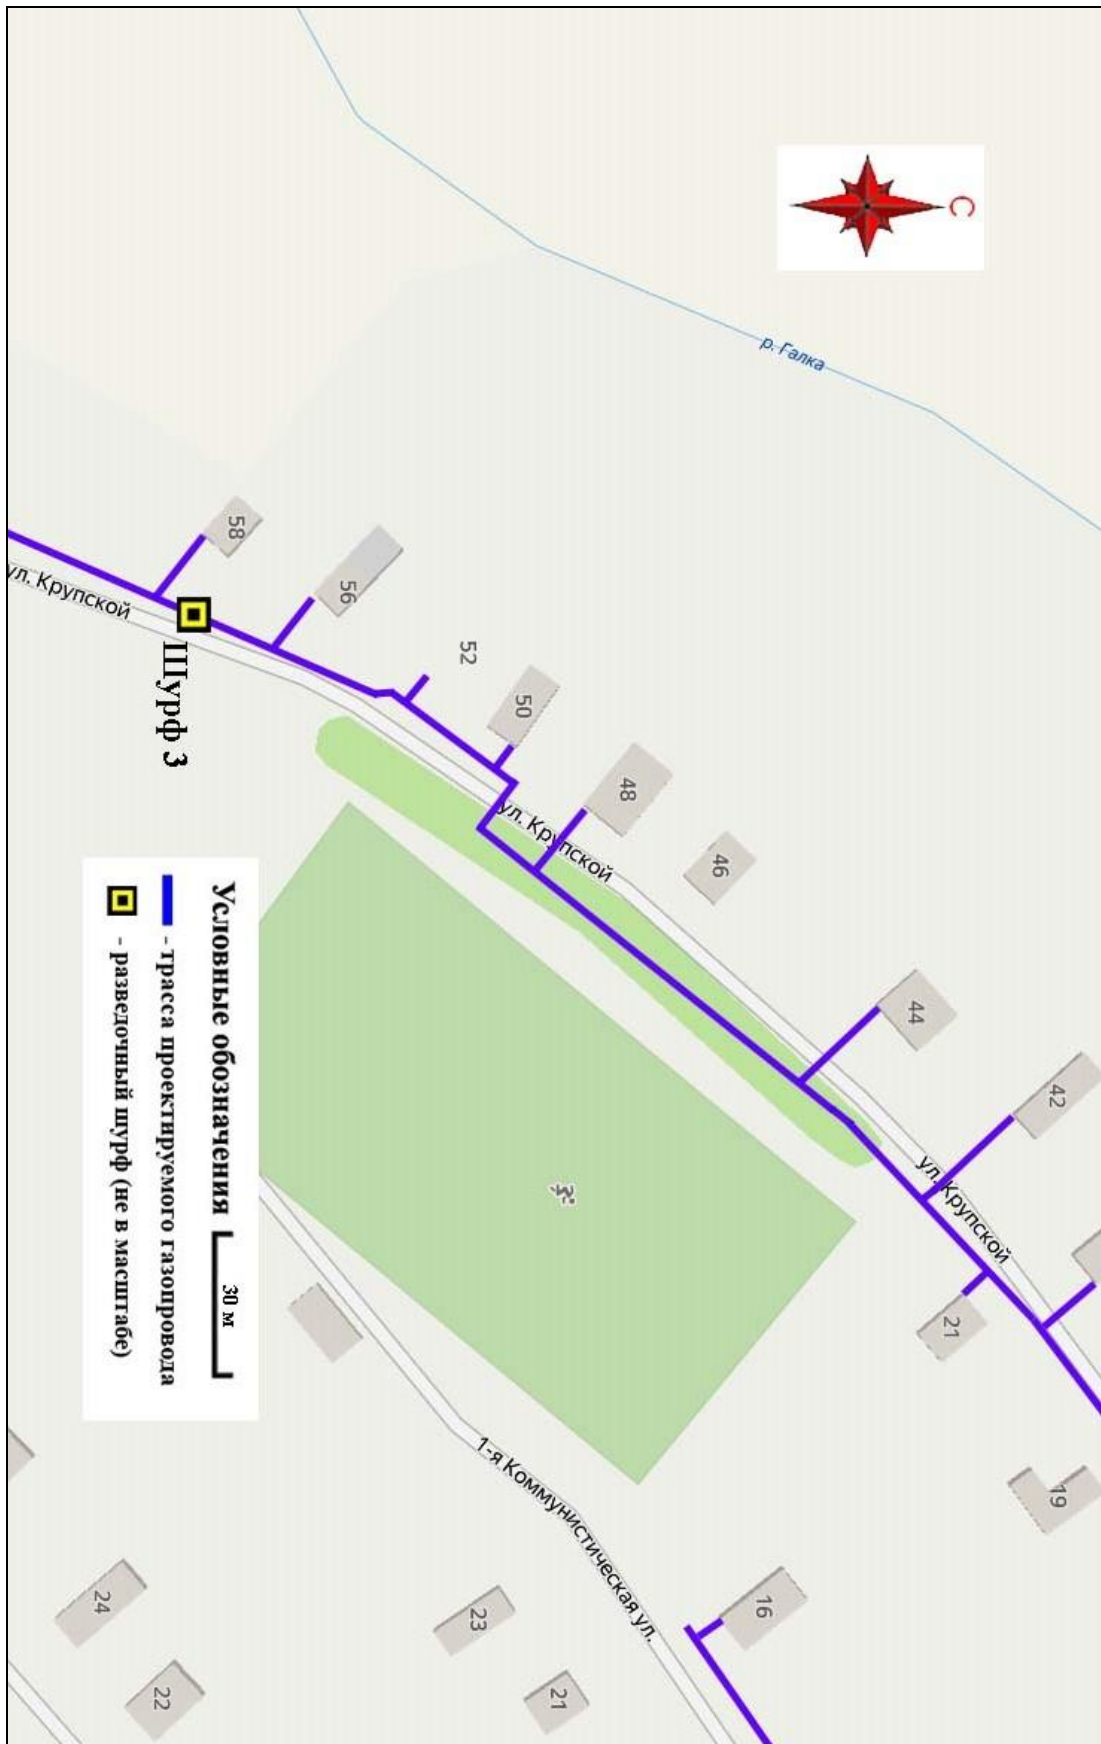 19
42
С
ул. Крупской
21
44
р. Галка
16
46
48
1-я Коммунистическая ул.
21
ул. Крупской
50
23
52
56
58
Шурф 3
ул. Крупской
22
24
Условные обозначения
30 м
- трасса проектируемого газопровода
- разведочный шурф (не в масштабе)